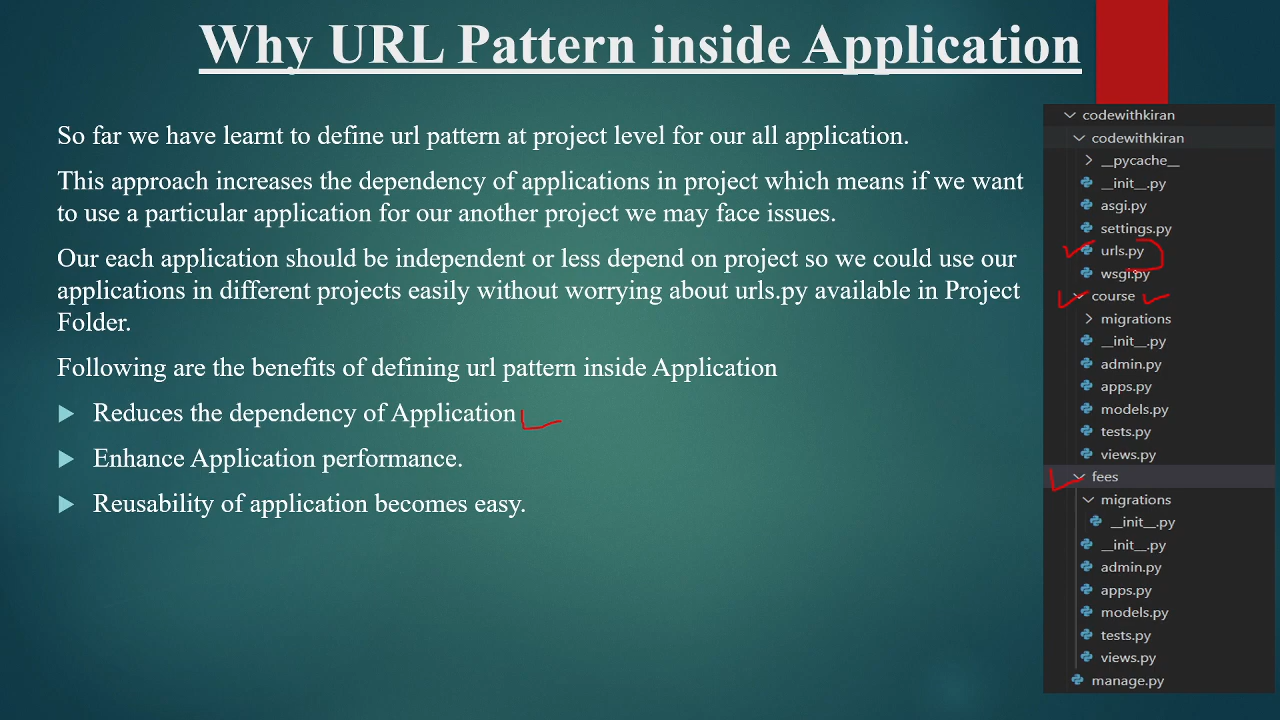 Why URL Pattern inside Application
So far we have learnt to define url pattern at project level for our all application.
This approach increases the dependency of applications in project which means if we want
to use a particular application for our another project we may face issues.
Our each application should be independent or less depend on project so we could use our
applications in different projects easily without worrying about urls.py available in Project
Folder.
Following are the benefits of defining url pattern inside Application
Reduces the dependency of Application
Enhance Application performance.
Reusability of application becomes easy.
codewithkiran
codewithkiran
__pycache__
__init__.py
asgi.py
settings.py
urls.py
wsgi.py
course
migrations
__init__.py
admin.py
apps.py
models.py
tests.py
views.py
fees
migrations
__init__.py
__init__.py
admin.py
apps.py
models.py
tests.py
views.py
manage.py